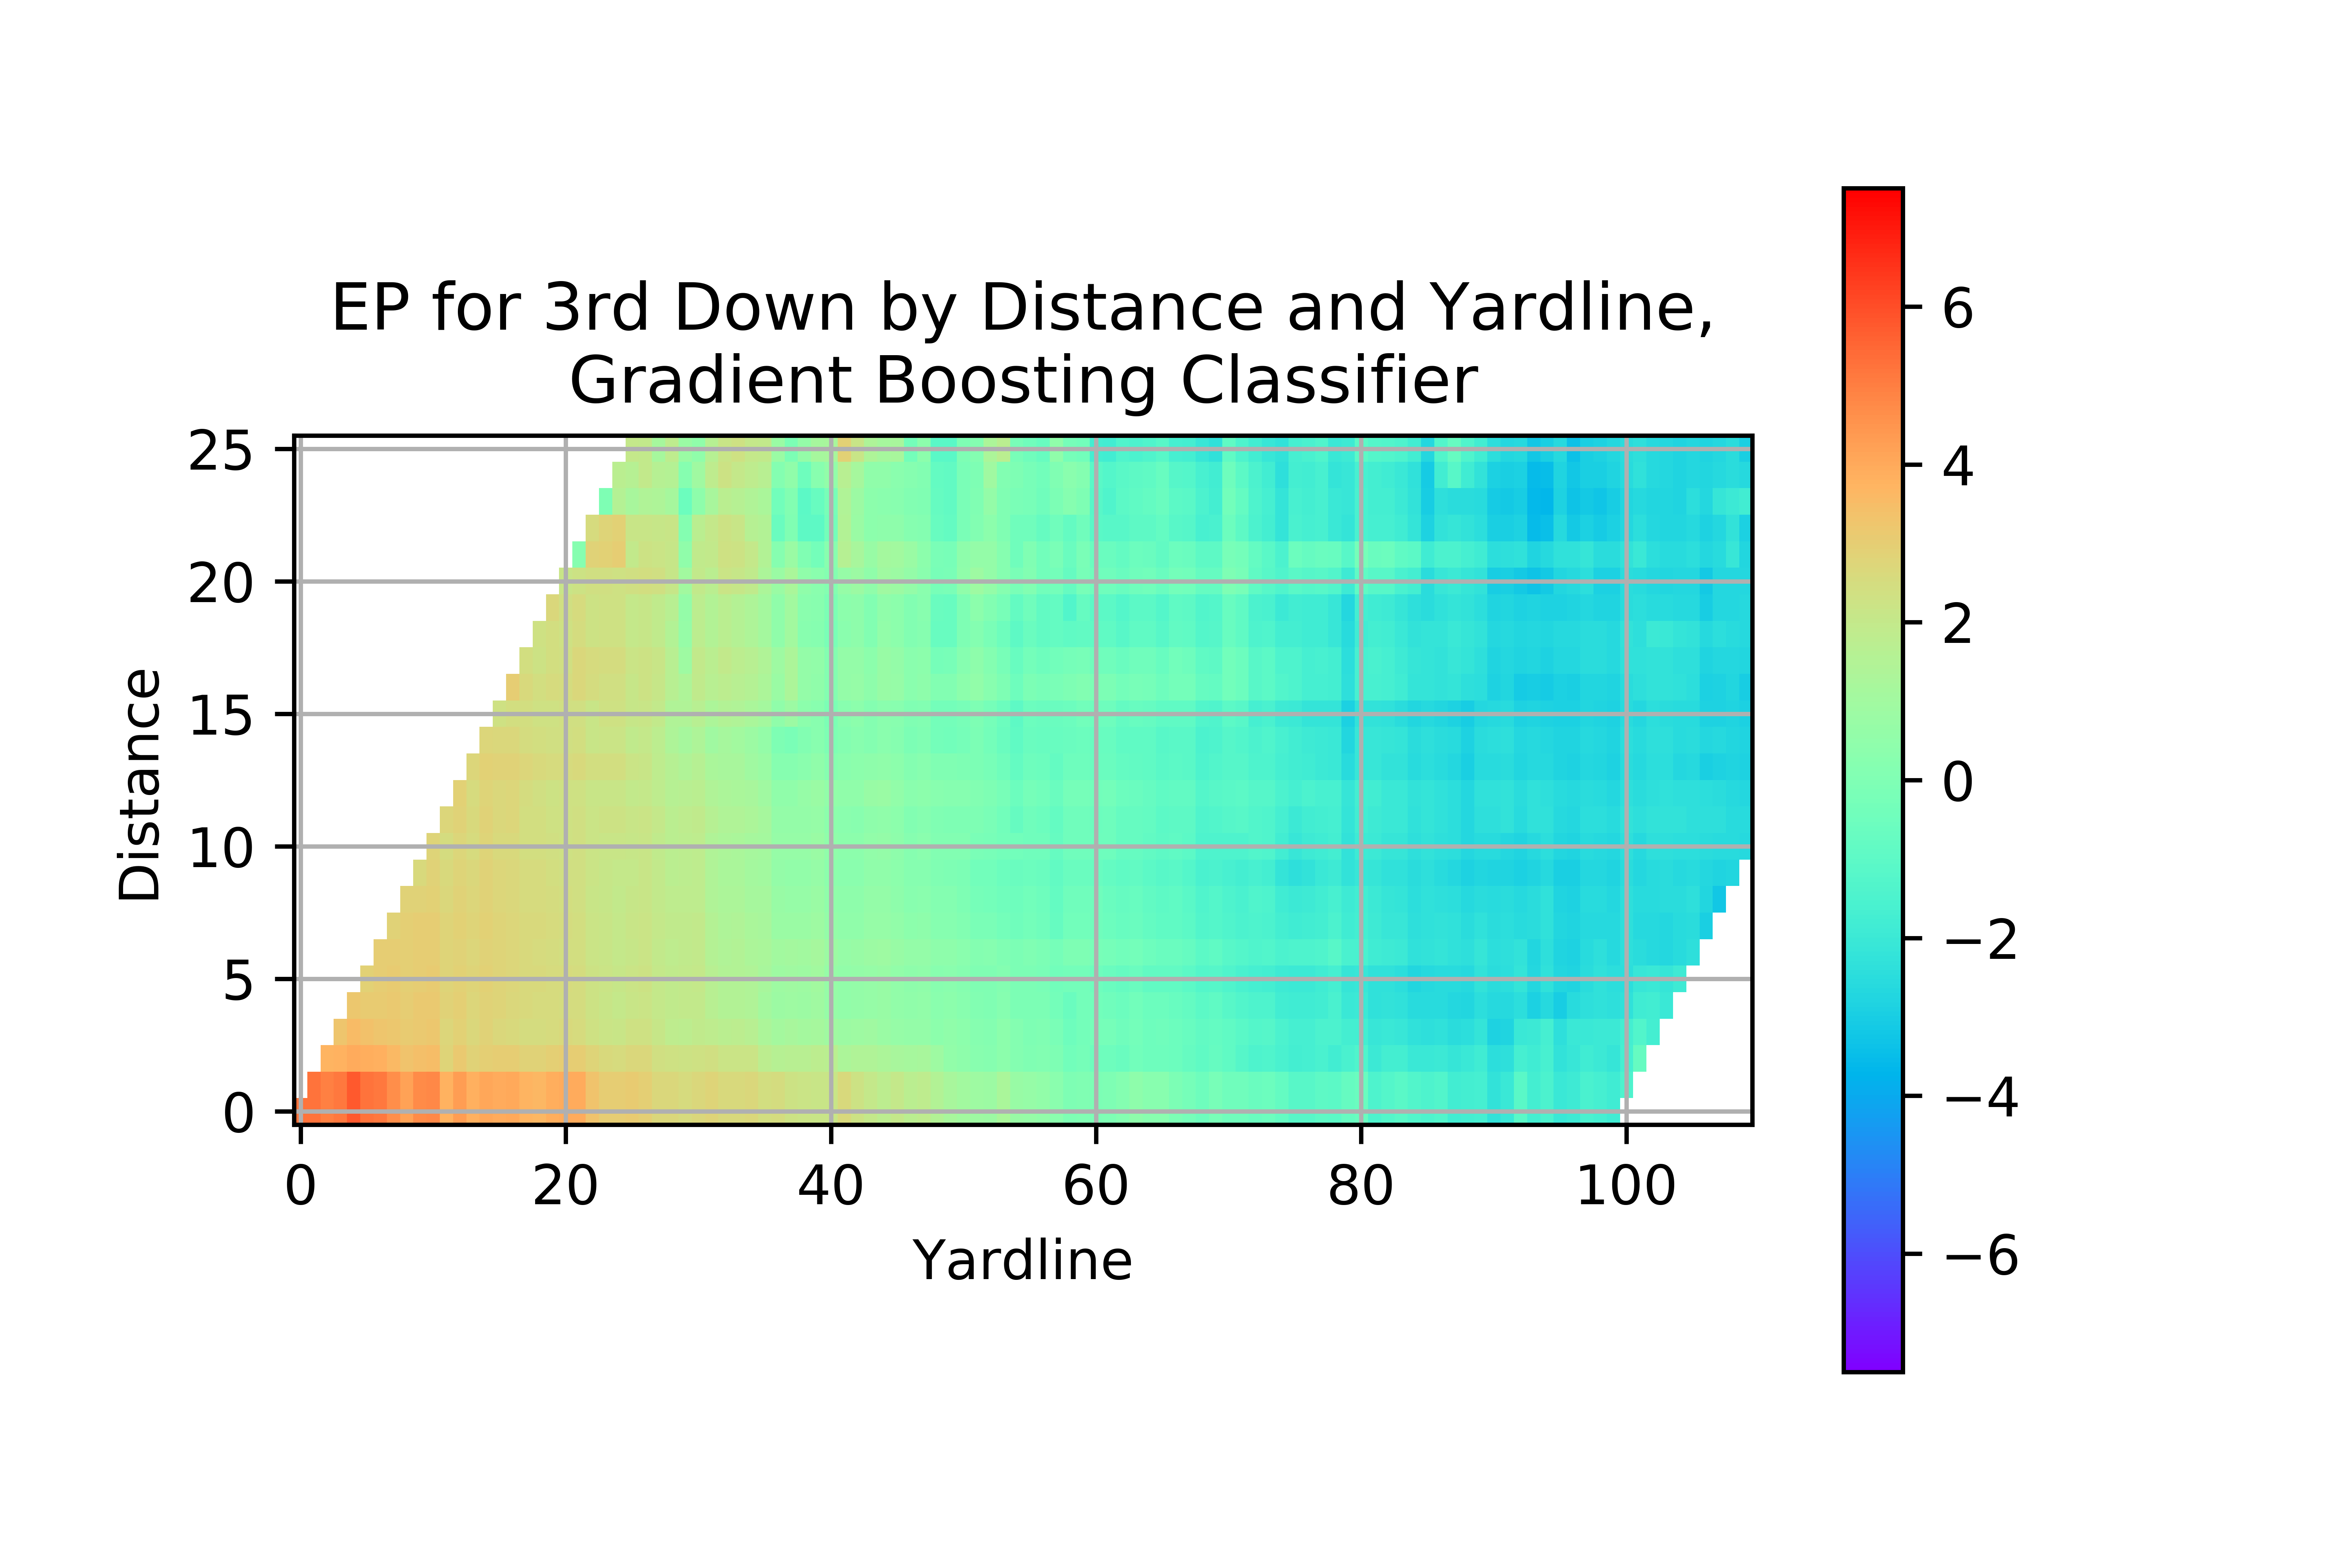 EP for 3rd Down by Distance and Yardline,
Gradient Boosting Classifier
25
20
15
10
5
0
Distance
0 20 40 60 80 100
Yardline
6
4
2
0
−2
−4
−6